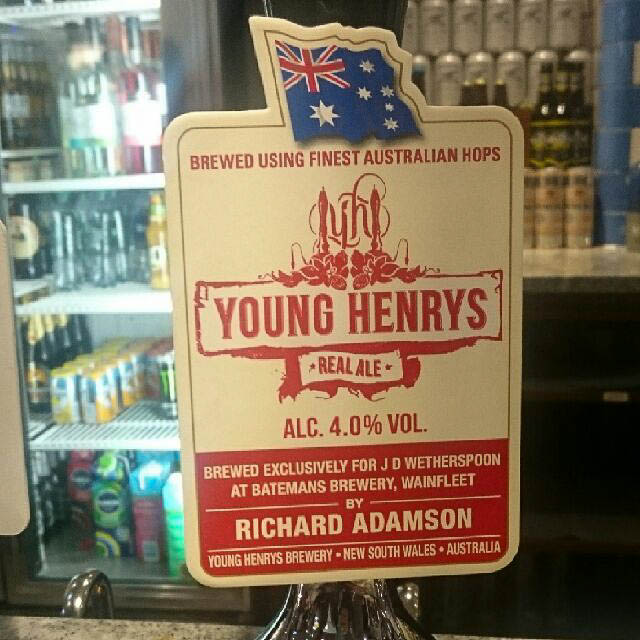 BREWED USING FINEST AUSTRALIAN HOPS
yh
YOUNG HENRYS
REAL ALE
ALC. 4.0% VOL.
BREWED EXCLUSIVELY FOR J D WETHERSPOON
AT BATEMANS BREWERY, WAINFLEET
BY
RICHARD ADAMSON
YOUNG HENRYS BREWERY • NEW SOUTH WALES • AUSTRALIA